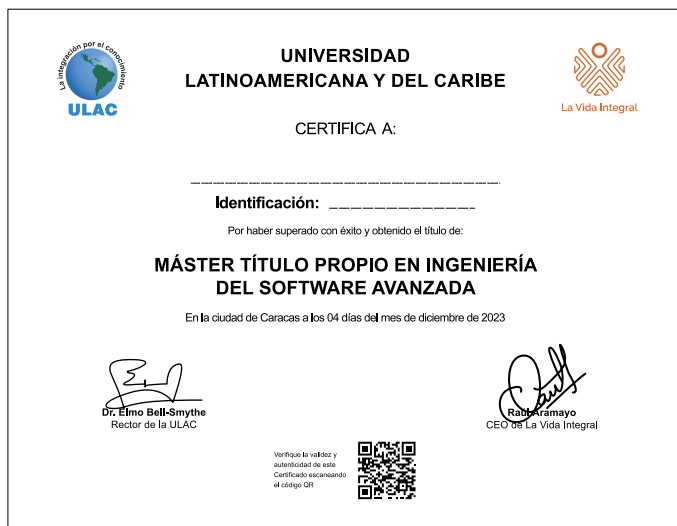 La integración por el conocimiento
ULAC
UNIVERSIDAD
LATINOAMERICANA Y DEL CARIBE
La Vida Integral
CERTIFICA A:
Identificación:
Por haber superado con éxito y obtenido el título de:
MÁSTER TÍTULO PROPIO EN INGENIERÍA
DEL SOFTWARE AVANZADA
En la ciudad de Caracas a los 04 días del mes de diciembre de 2023
Dr. Elmo Bell-Smythe
Rector de la ULAC
Raúl Aramayo
CEO de La Vida Integral
Verifique la validez y
autenticidad de este
Certificado escaneando
el código QR